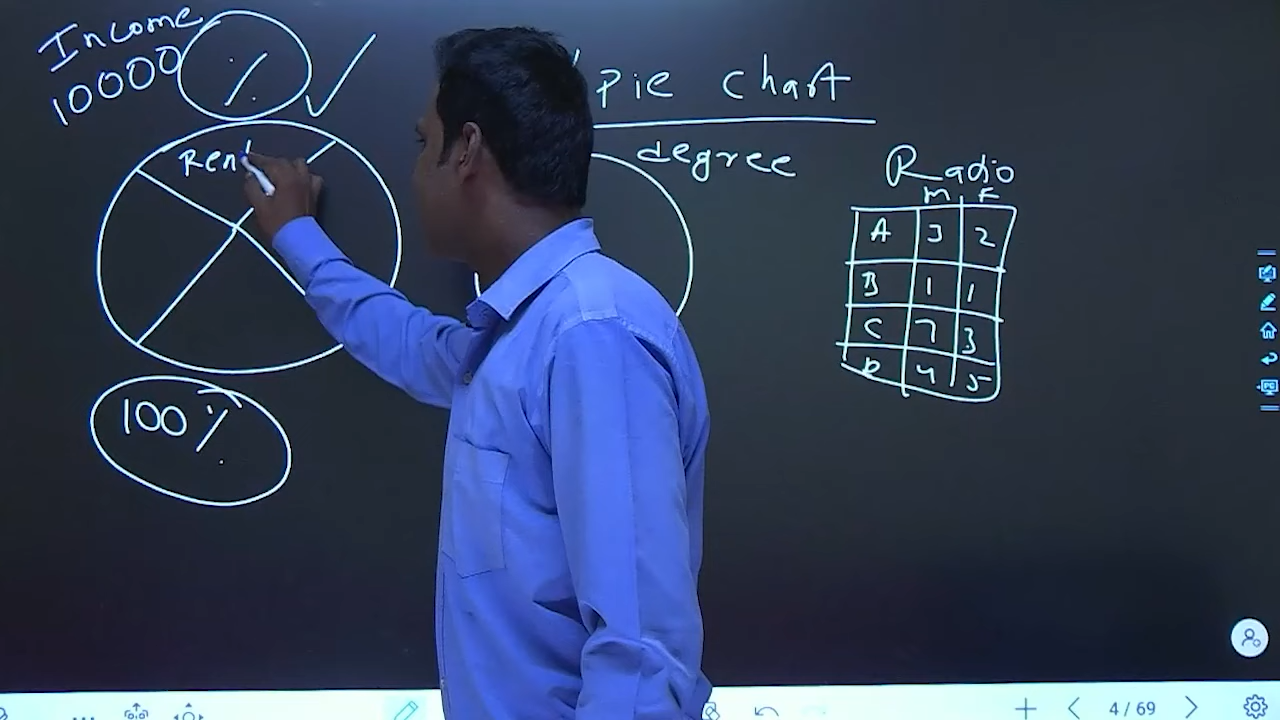 Income
10000
%
pie chart
Rent
degree
100 %
Radio
M F
A 3 2
B 1 1
C 7 3
D 4 5
4 / 69